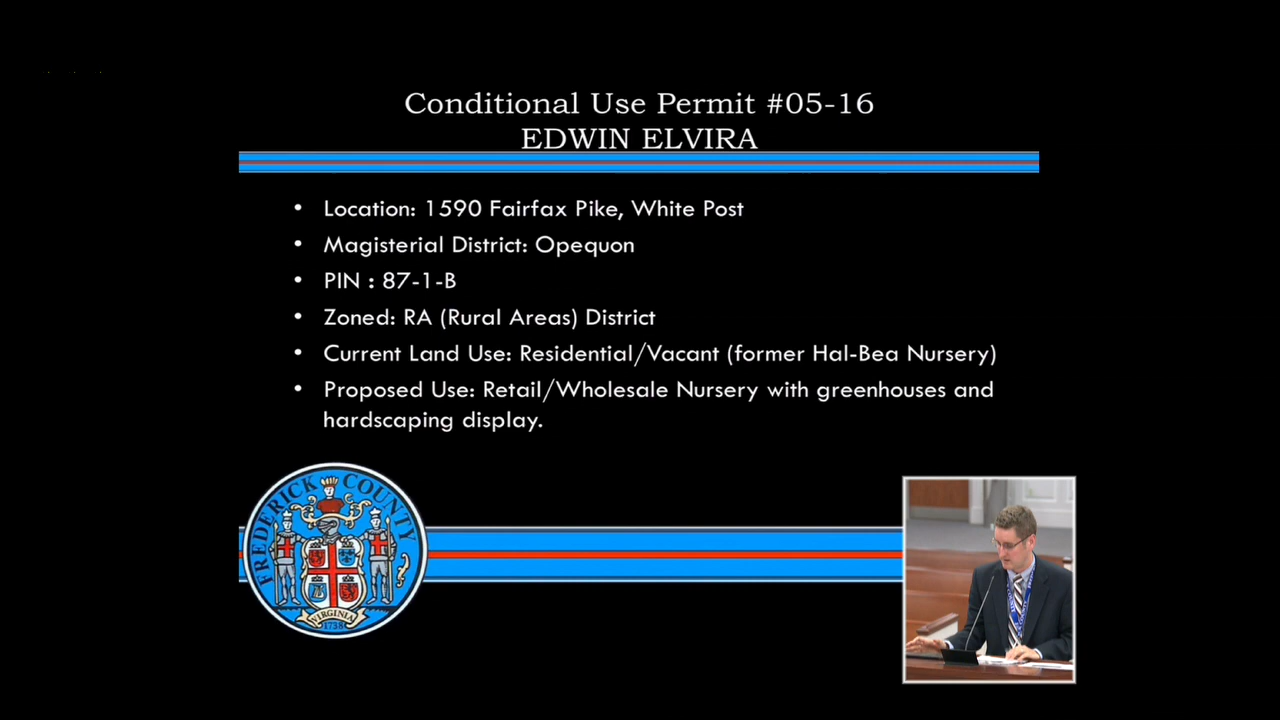 Conditional Use Permit #05-16
EDWIN ELVIRA
• Location: 1590 Fairfax Pike, White Post
• Magisterial District: Opequon
• PIN : 87-1-B
• Zoned: RA (Rural Areas) District
• Current Land Use: Residential/Vacant (former Hal-Bea Nursery)
• Proposed Use: Retail/Wholesale Nursery with greenhouses and
hardscaping display.
FREDERICK COUNTY
VIRGINIA
1738